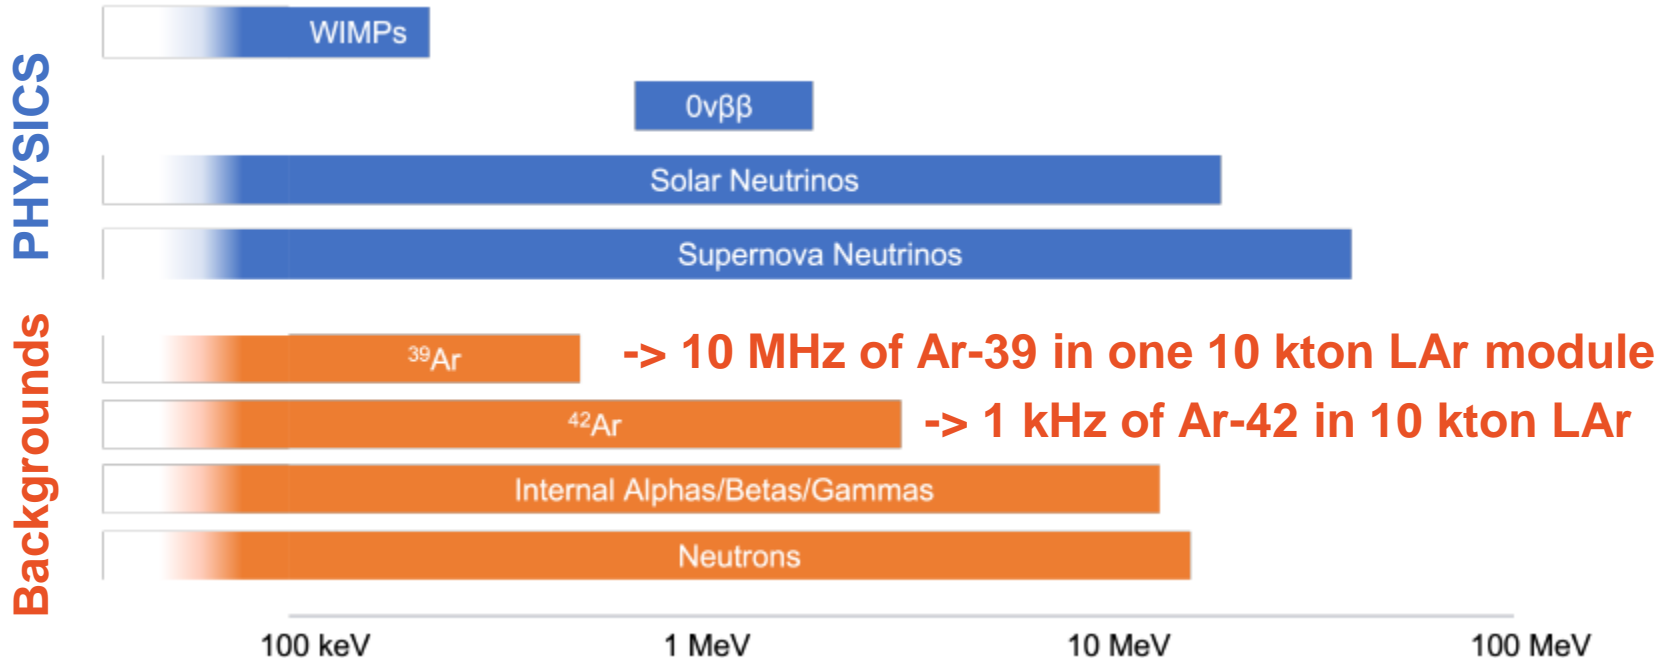 PHYSICS
WIMPs
0νββ
Solar Neutrinos
Supernova Neutrinos
Backgrounds
³⁹Ar
-> 10 MHz of Ar-39 in one 10 kton LAr module
⁴²Ar
-> 1 kHz of Ar-42 in 10 kton LAr
Internal Alphas/Betas/Gammas
Neutrons
100 keV
1 MeV
10 MeV
100 MeV